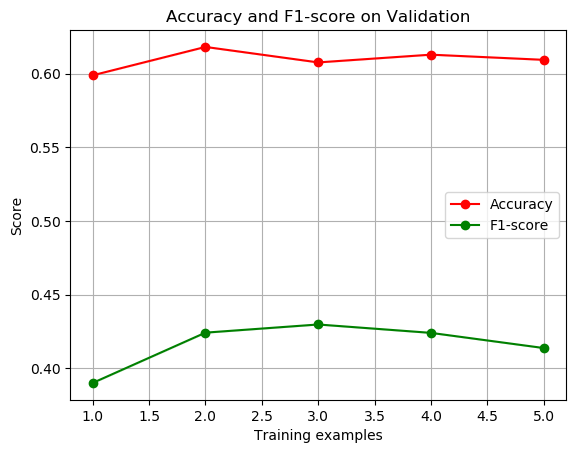 Accuracy and F1-score on Validation
Score
0.60
0.55
0.50
0.45
0.40
Accuracy
F1-score
1.0 1.5 2.0 2.5 3.0 3.5 4.0 4.5 5.0
Training examples